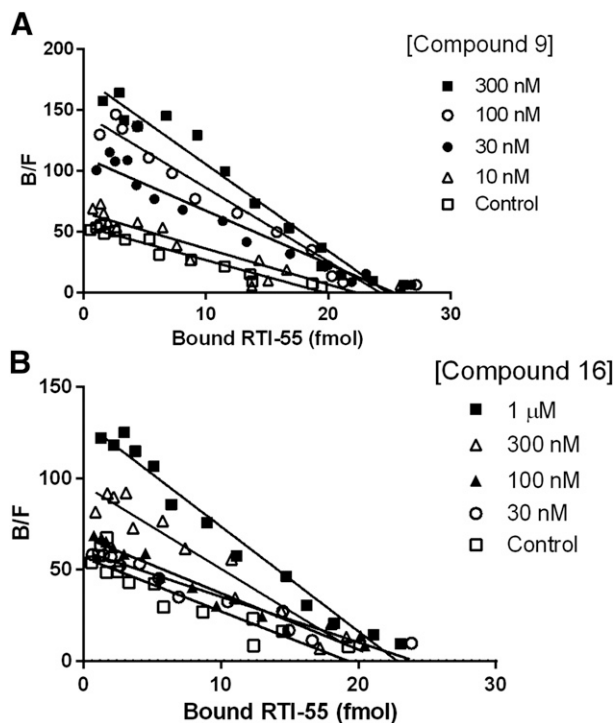 A
[Compound 9]
200
150
100
50
0
B/F
■ 300 nM
○ 100 nM
● 30 nM
△ 10 nM
□ Control
0 10 20 30
Bound RTI-55 (fmol)
B
[Compound 16]
150
100
50
0
B/F
■ 1 μM
△ 300 nM
▲ 100 nM
○ 30 nM
□ Control
0 10 20 30
Bound RTI-55 (fmol)